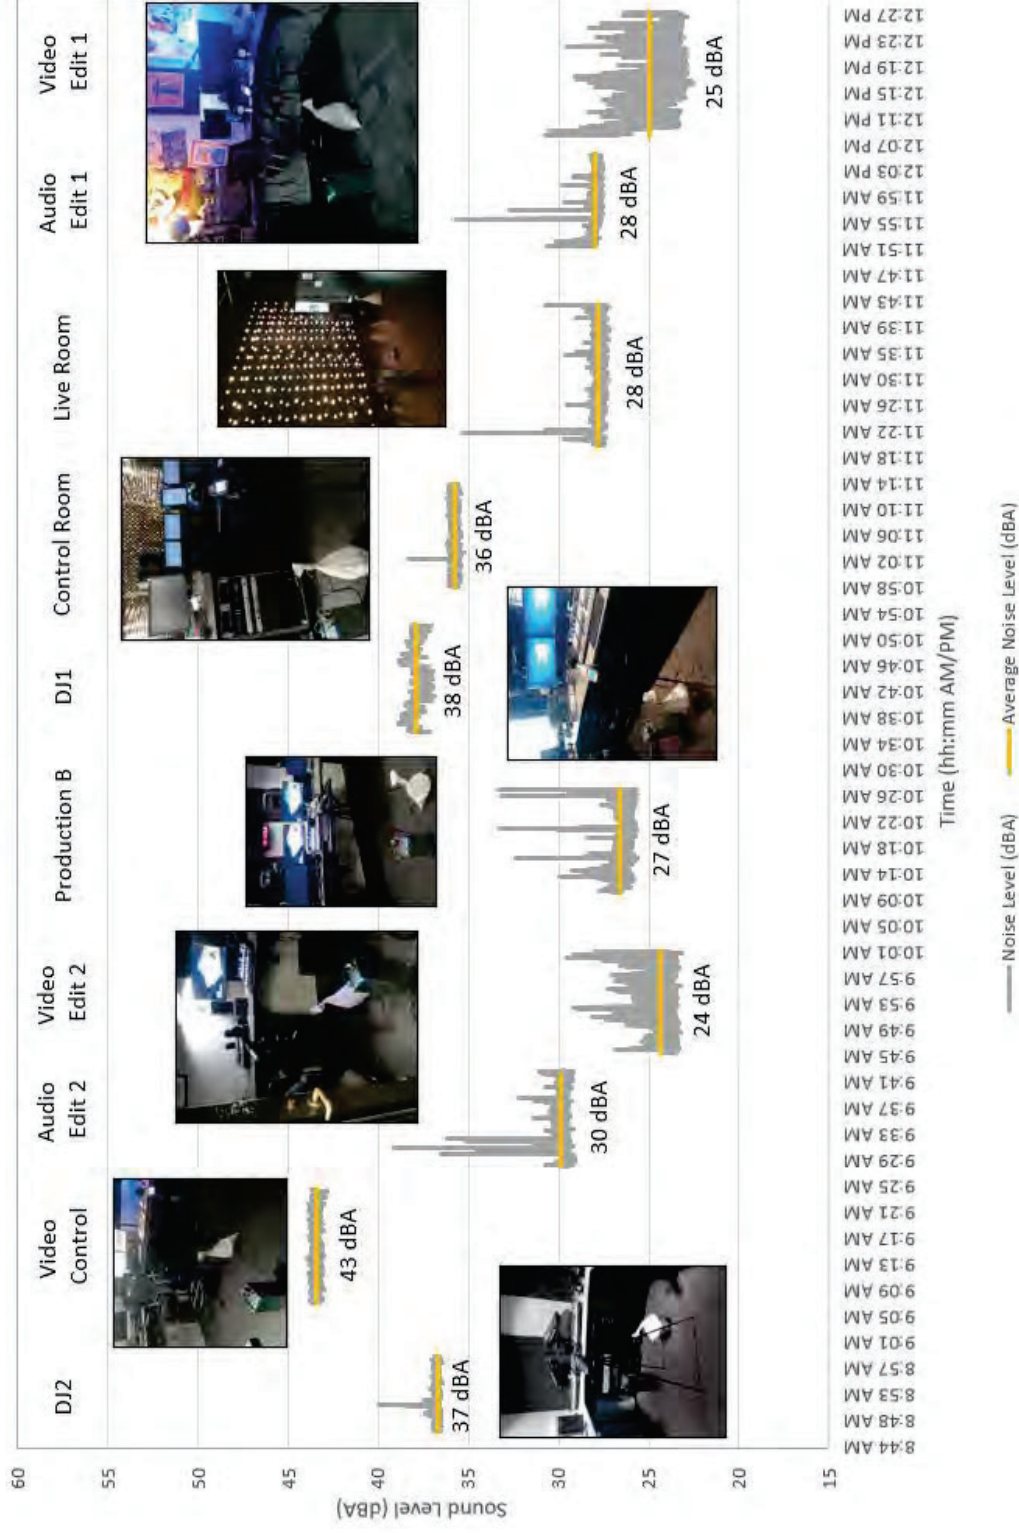 60
55
50
45
40
35
30
25
20
15
Sound Level (dBA)
DJ2
37 dBA
Video
Control
43 dBA
Audio
Edit 2
30 dBA
Video
Edit 2
24 dBA
Production B
27 dBA
DJ1
38 dBA
Control Room
36 dBA
Live Room
28 dBA
Audio
Edit 1
28 dBA
Video
Edit 1
25 dBA
8:44 AM
8:48 AM
8:53 AM
8:57 AM
9:01 AM
9:05 AM
9:09 AM
9:13 AM
9:17 AM
9:21 AM
9:25 AM
9:29 AM
9:33 AM
9:37 AM
9:41 AM
9:45 AM
9:49 AM
9:53 AM
9:57 AM
10:01 AM
10:05 AM
10:09 AM
10:14 AM
10:18 AM
10:22 AM
10:26 AM
10:30 AM
10:34 AM
10:38 AM
10:42 AM
10:46 AM
10:50 AM
10:54 AM
10:58 AM
11:02 AM
11:06 AM
11:10 AM
11:14 AM
11:18 AM
11:22 AM
11:26 AM
11:30 AM
11:35 AM
11:39 AM
11:43 AM
11:47 AM
11:51 AM
11:55 AM
11:59 AM
12:03 PM
12:07 PM
12:11 PM
12:15 PM
12:19 PM
12:23 PM
12:27 PM
Time (hh:mm AM/PM)
Noise Level (dBA)
Average Noise Level (dBA)